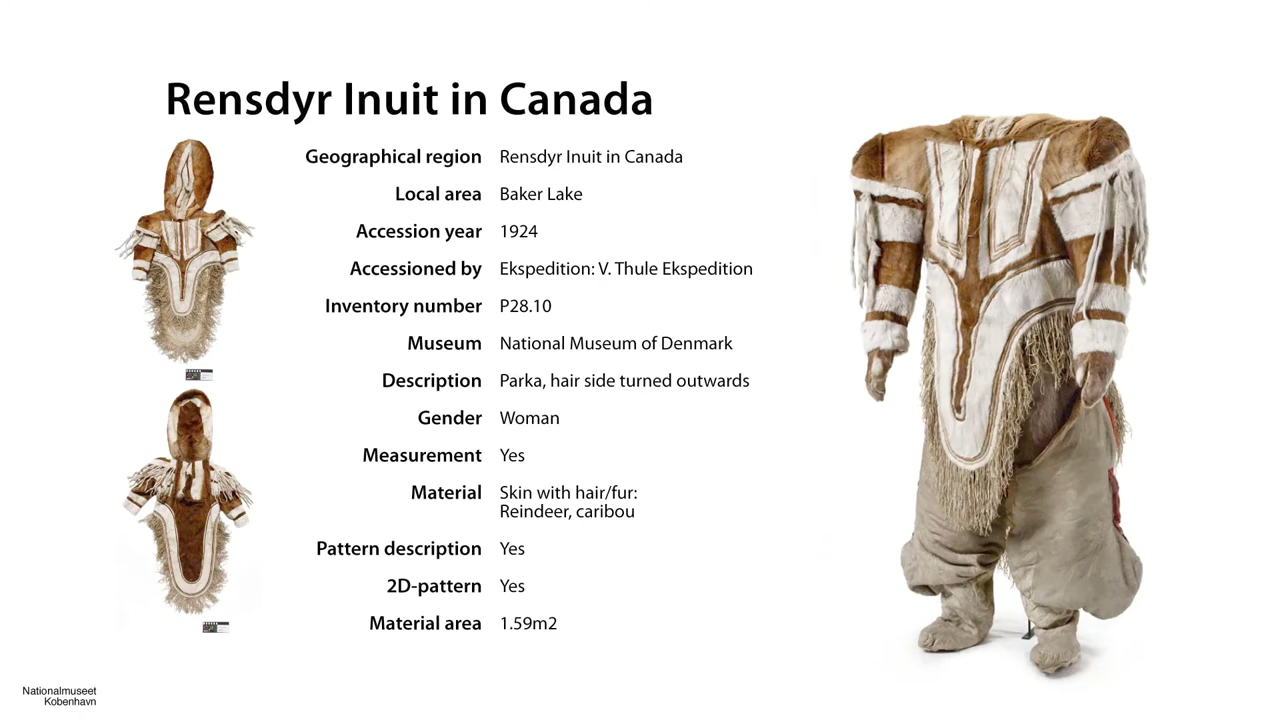 Rensdyr Inuit in Canada
Geographical region Rensdyr Inuit in Canada
Local area Baker Lake
Accession year 1924
Accessioned by Ekspedition: V. Thule Ekspedition
Inventory number P28.10
Museum National Museum of Denmark
Description Parka, hair side turned outwards
Gender Woman
Measurement Yes
Material Skin with hair/fur:
Reindeer, caribou
Pattern description Yes
2D-pattern Yes
Material area 1.59m2
Nationalmuseet
Kobenhavn